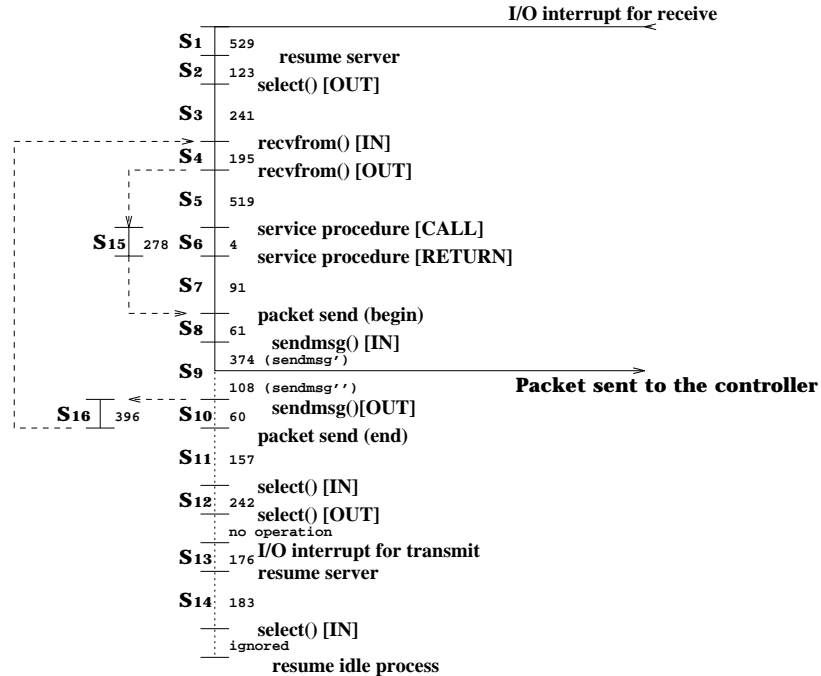 I/O interrupt for receive
S1 529
resume server
S2 123
select() [OUT]
S3 241
recvfrom() [IN]
S4 195
recvfrom() [OUT]
S5 519
service procedure [CALL]
S15 278 S6 4
service procedure [RETURN]
S7 91
packet send (begin)
S8 61
sendmsg() [IN]
374 (sendmsg')
S9
Packet sent to the controller
108 (sendmsg'')
sendmsg()[OUT]
S16 396 S10 60
packet send (end)
S11 157
select() [IN]
S12 242
select() [OUT]
no operation
I/O interrupt for transmit
S13 176
resume server
S14 183
select() [IN]
ignored
resume idle process